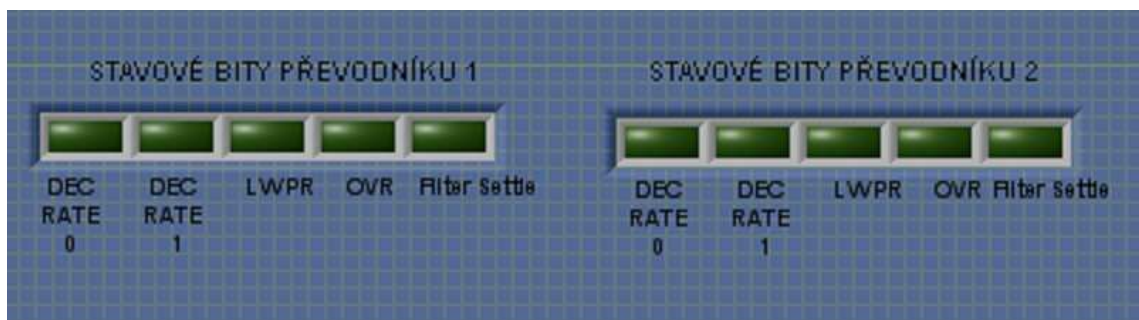 STAVOVÉ BITY PŘEVODNÍKU 1
DEC RATE 0
DEC RATE 1
LWPR
OVR
Filter Settle
STAVOVÉ BITY PŘEVODNÍKU 2
DEC RATE 0
DEC RATE 1
LWPR
OVR
Filter Settle